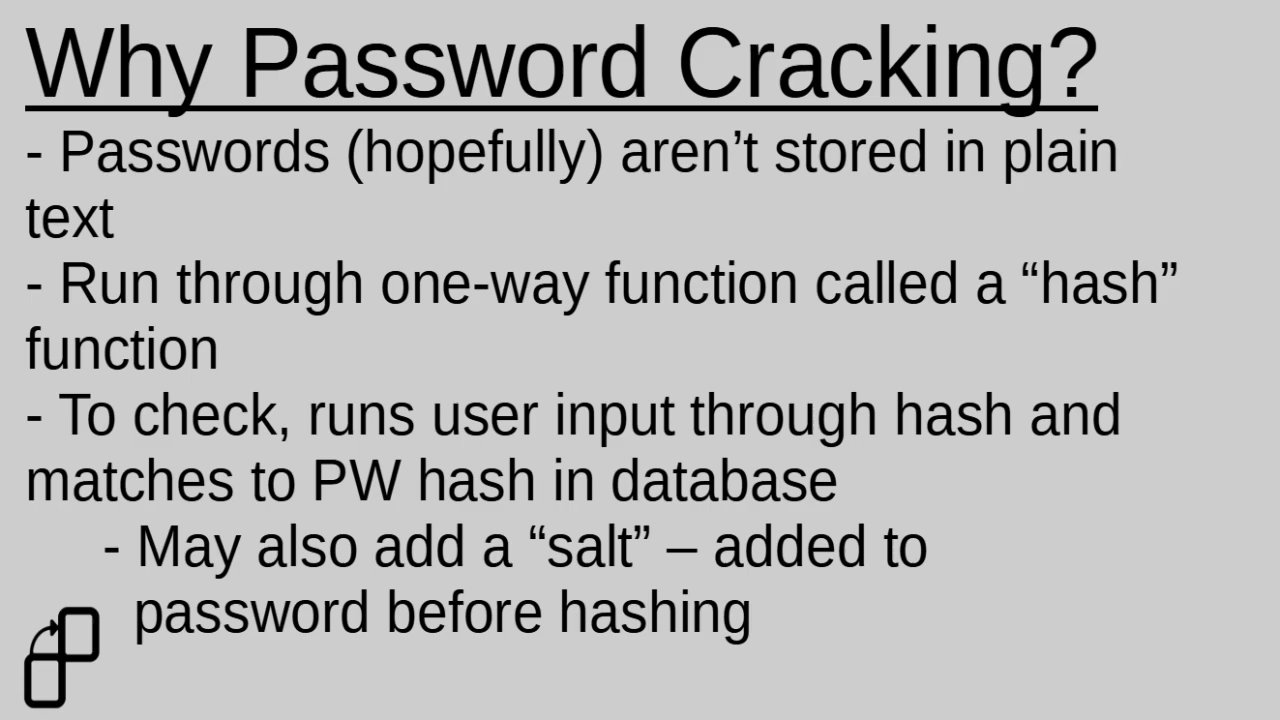 Why Password Cracking?
- Passwords (hopefully) aren’t stored in plain
text
- Run through one-way function called a “hash”
function
- To check, runs user input through hash and
matches to PW hash in database
- May also add a “salt” – added to
password before hashing